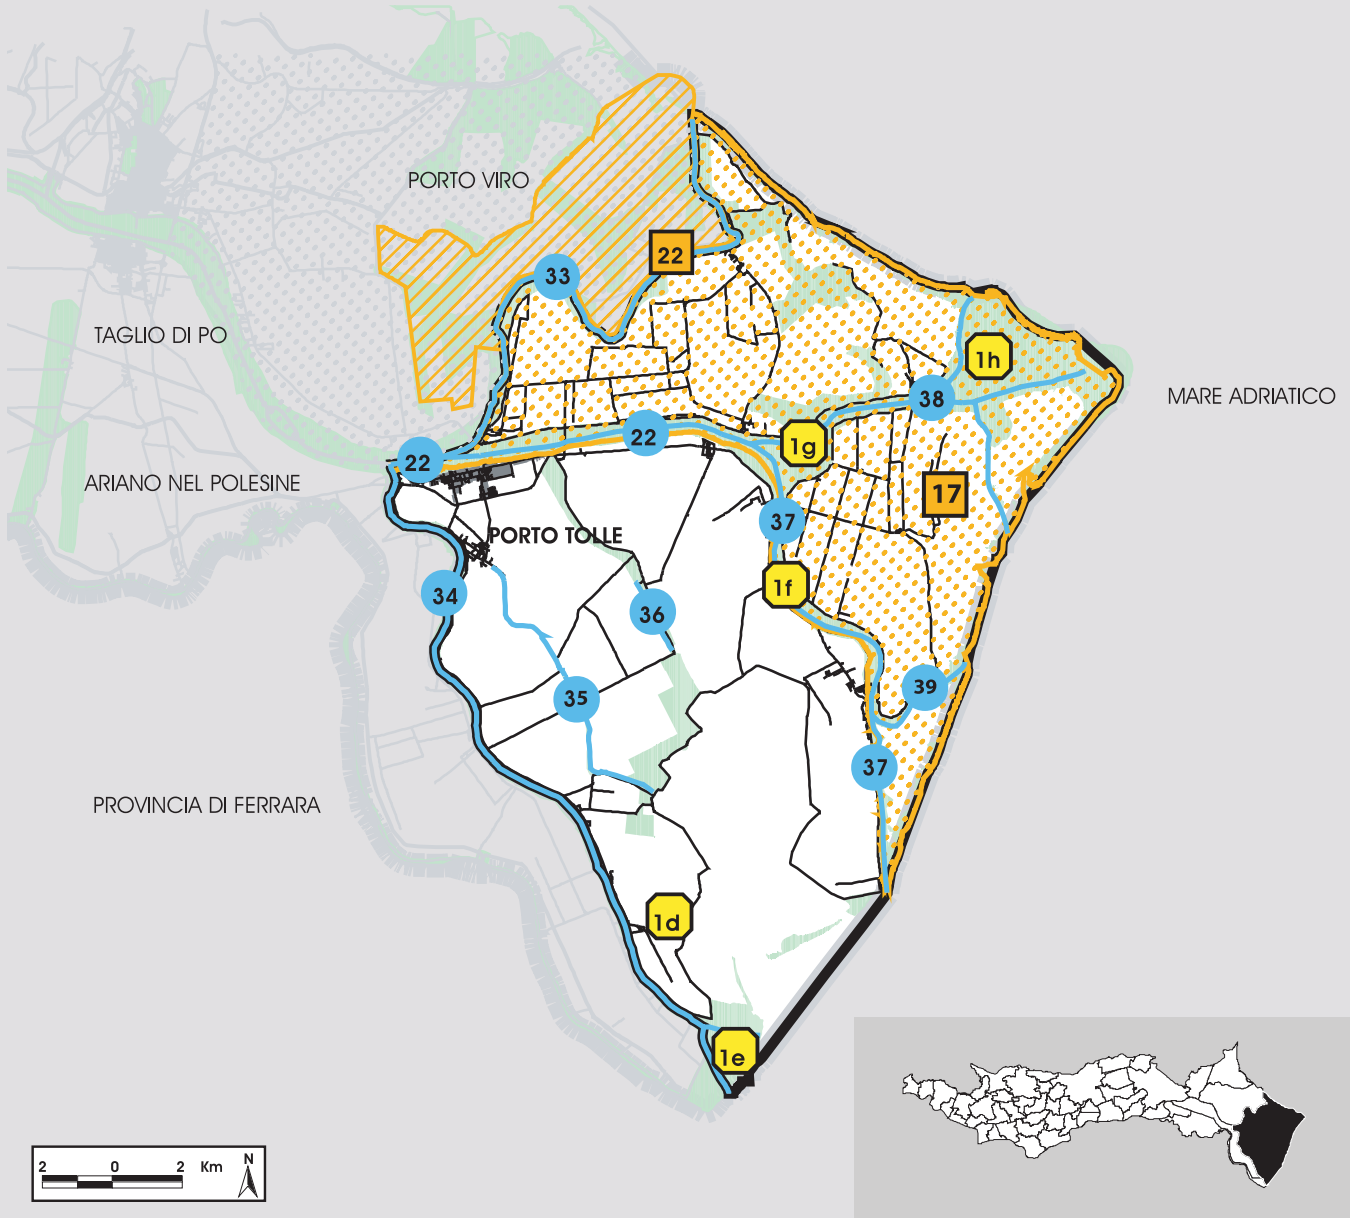 PORTO VIRO
22
33
TAGLIO DI PO
1h
MARE ADRIATICO
38
22
1g
22
ARIANO NEL POLESINE
17
37
PORTO TOLLE
1f
34
36
39
35
37
PROVINCIA DI FERRARA
1d
1e
2 0 2 Km N